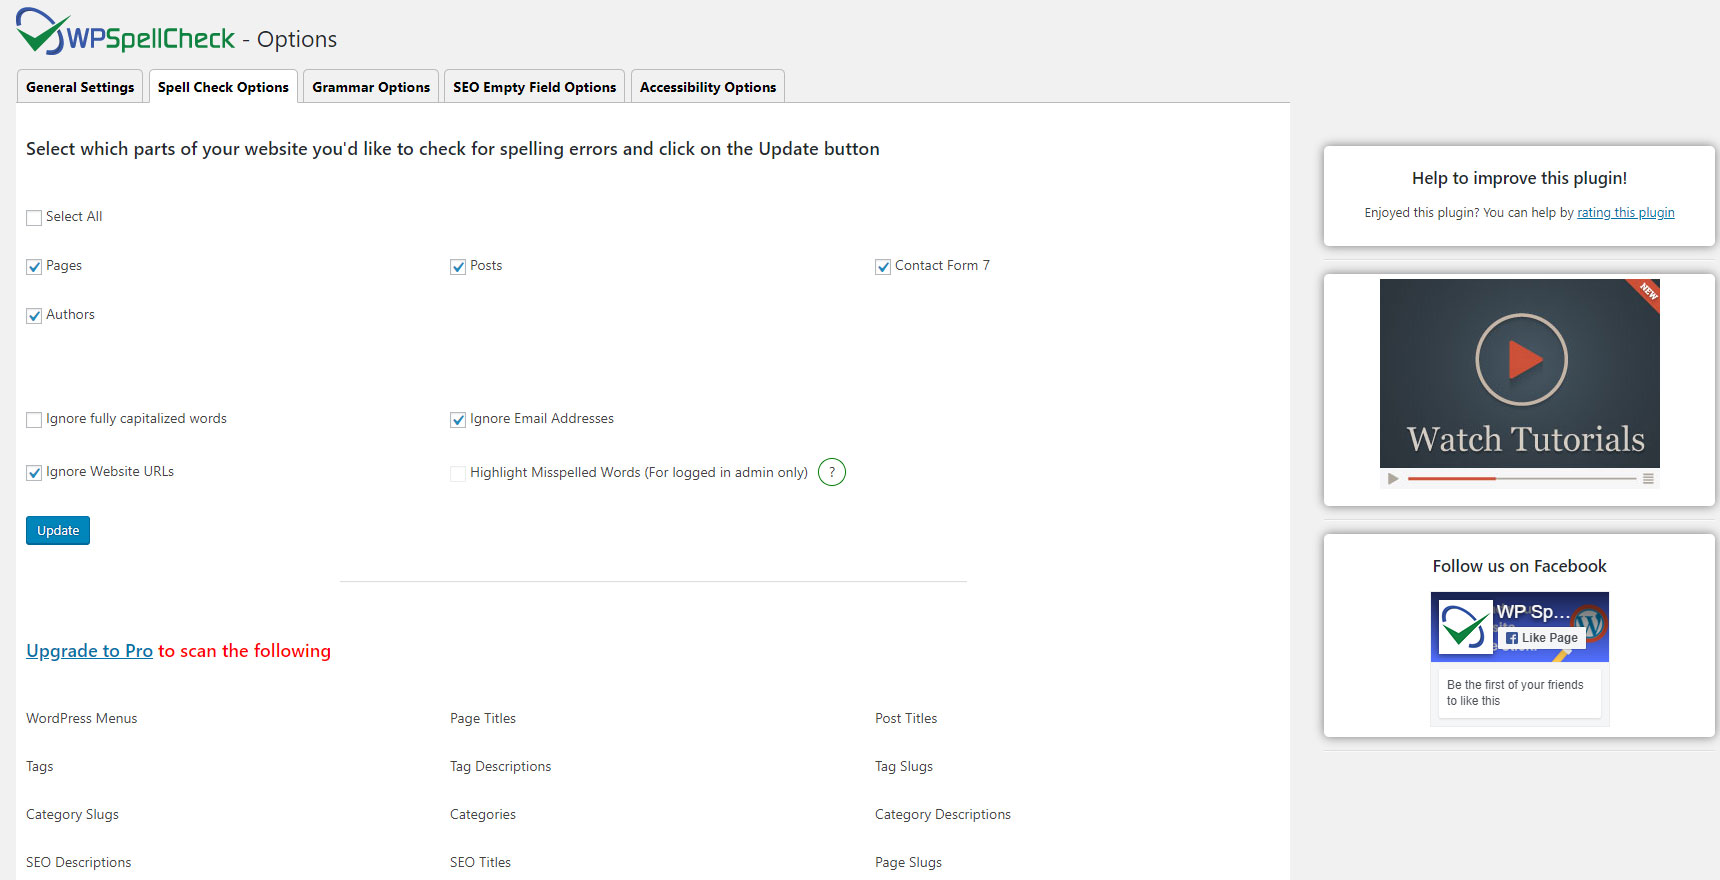 WPSpellCheck - Options
General Settings
Spell Check Options
Grammar Options
SEO Empty Field Options
Accessibility Options
Select which parts of your website you'd like to check for spelling errors and click on the Update button
Select All
Pages
Posts
Contact Form 7
Authors
Ignore fully capitalized words
Ignore Email Addresses
Ignore Website URLs
Highlight Misspelled Words (For logged in admin only)
?
Update
Upgrade to Pro to scan the following
WordPress Menus
Page Titles
Post Titles
Tags
Tag Descriptions
Tag Slugs
Category Slugs
Categories
Category Descriptions
SEO Descriptions
SEO Titles
Page Slugs
Help to improve this plugin!
Enjoyed this plugin? You can help by rating this plugin
NEW
Watch Tutorials
Follow us on Facebook
WP Sp...
Like Page
Be the first of your friends
to like this